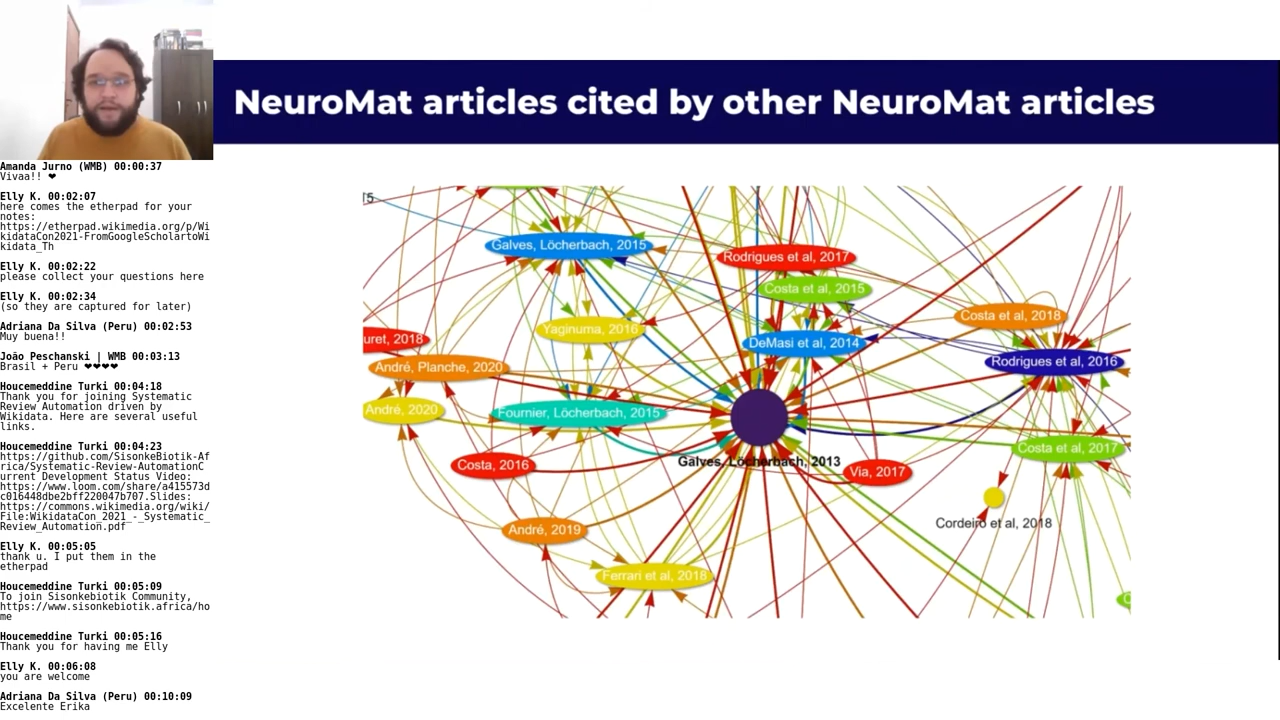 Amanda Jurno (WMB) 00:00:37
Vivaa!! ❤
Elly K. 00:02:07
here comes the etherpad for your
notes:
https://etherpad.wikimedia.org/p/Wi
kidataCon2021-FromGoogleScholartoWi
kidata_Th
Elly K. 00:02:22
please collect your questions here
Elly K. 00:02:34
(so they are captured for later)
Adriana Da Silva (Peru) 00:02:53
Muy buena!!
João Peschanski | WMB 00:03:13
Brasil + Peru ❤❤❤❤
Houcemeddine Turki 00:04:18
Thank you for joining Systematic
Review Automation driven by
Wikidata. Here are several useful
links.
Houcemeddine Turki 00:04:23
https://github.com/SisonkeBiotik-Af
rica/Systematic-Review-AutomationC
urrent Development Status Video:
https://www.loom.com/share/a415573d
c016448dbe2bff220047b707.Slides:
https://commons.wikimedia.org/wiki/
File:WikidataCon_2021_-_Systematic_
Review_Automation.pdf
Elly K. 00:05:05
thank u. I put them in the
etherpad
Houcemeddine Turki 00:05:09
To join Sisonkebiotik Community,
https://www.sisonkebiotik.africa/ho
me
Houcemeddine Turki 00:05:16
Thank you for having me Elly
Elly K. 00:06:08
you are welcome
Adriana Da Silva (Peru) 00:10:09
Excelente Erika
NeuroMat articles cited by other NeuroMat articles
15
Galves, Löcherbach, 2015
Rodrigues et al, 2017
Costa et al, 2015
Costa et al, 2018
Yaginuma, 2016
uret, 2018
DeMasi et al, 2014
Rodrigues et al, 2016
André, Planche, 2020
André, 2020
Fournier, Löcherbach, 2015
Costa et al, 2017
Galves, Löcherbach, 2013
Costa, 2016
Via, 2017
Cordeiro et al, 2018
André, 2019
Ferrari et al, 2018